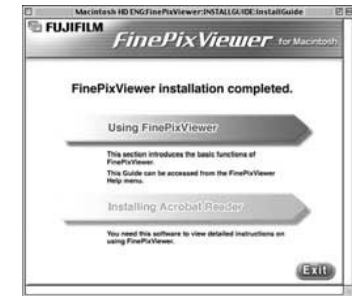 Macintosh HD ENG:FinePixViewer:INSTALLGUIDE:InstallGuide
FUJIFILM
FinePixViewer for Macintosh
FinePixViewer installation completed.
Using FinePixViewer
This section introduces the basic functions of
FinePixViewer.
This Guide can be accessed from the FinePixViewer
Help menu.
Installing Acrobat Reader
You need this software to view detailed instructions on
using FinePixViewer.
Exit